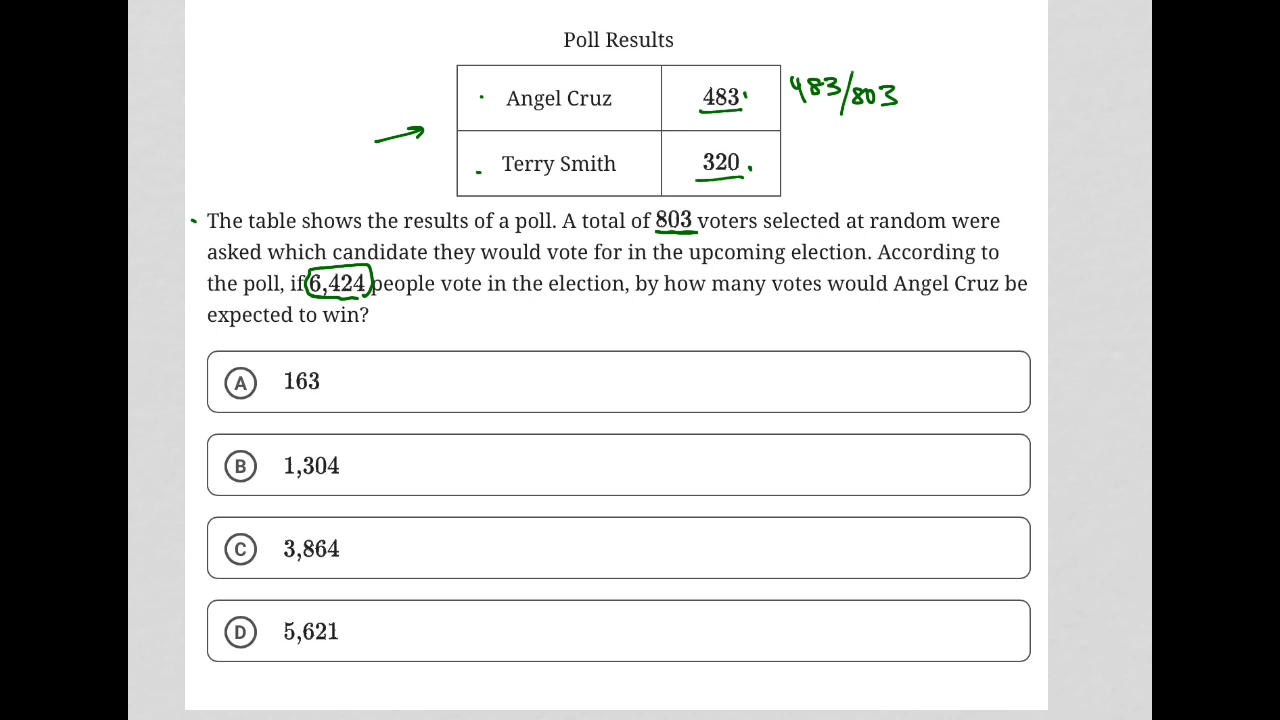 Poll Results
Angel Cruz 483 483/803
Terry Smith 320
The table shows the results of a poll. A total of 803 voters selected at random were
asked which candidate they would vote for in the upcoming election. According to
the poll, if 6,424 people vote in the election, by how many votes would Angel Cruz be
expected to win?
A 163
B 1,304
C 3,864
D 5,621